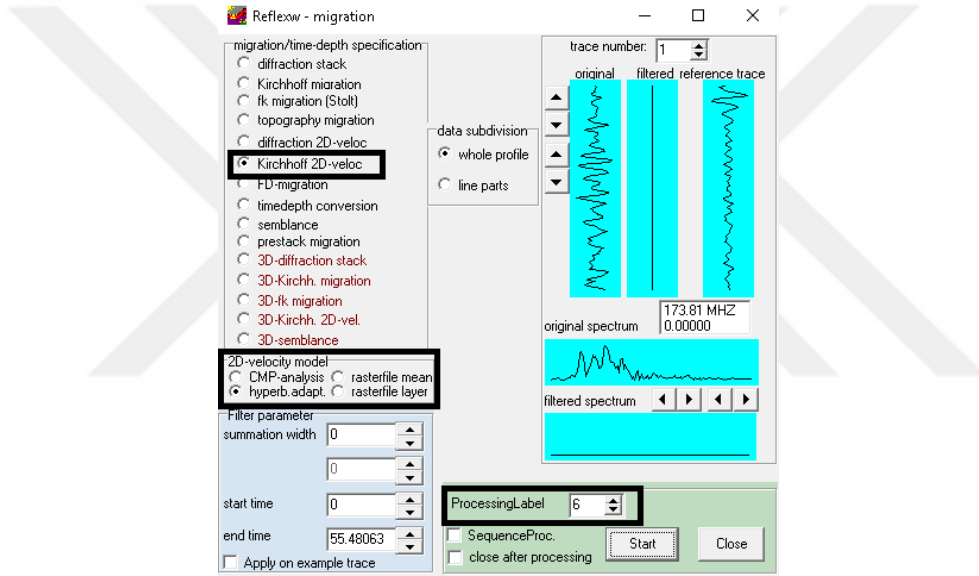 Reflexw - migration
migration/time-depth specification
diffraction stack
Kirchhoff migration
fk migration (Stolt)
topography migration
diffraction 2D-veloc
Kirchhoff 2D-veloc
FD-migration
timedepth conversion
semblance
prestack migration
3D-diffraction stack
3D-Kirchh. migration
3D-fk migration
3D-Kirchh. 2D-vel.
3D-semblance
2D-velocity model
CMP-analysis rasterfile mean
hyperb.adapt. rasterfile layer
Filter parameter
summation width 0
0
start time 0
end time 55.48063
Apply on example trace
data subdivision
whole profile
line parts
trace number: 1
original filtered reference trace
173.81 MHZ
original spectrum 0.00000
filtered spectrum
ProcessingLabel 6
SequenceProc.
close after processing
Start Close